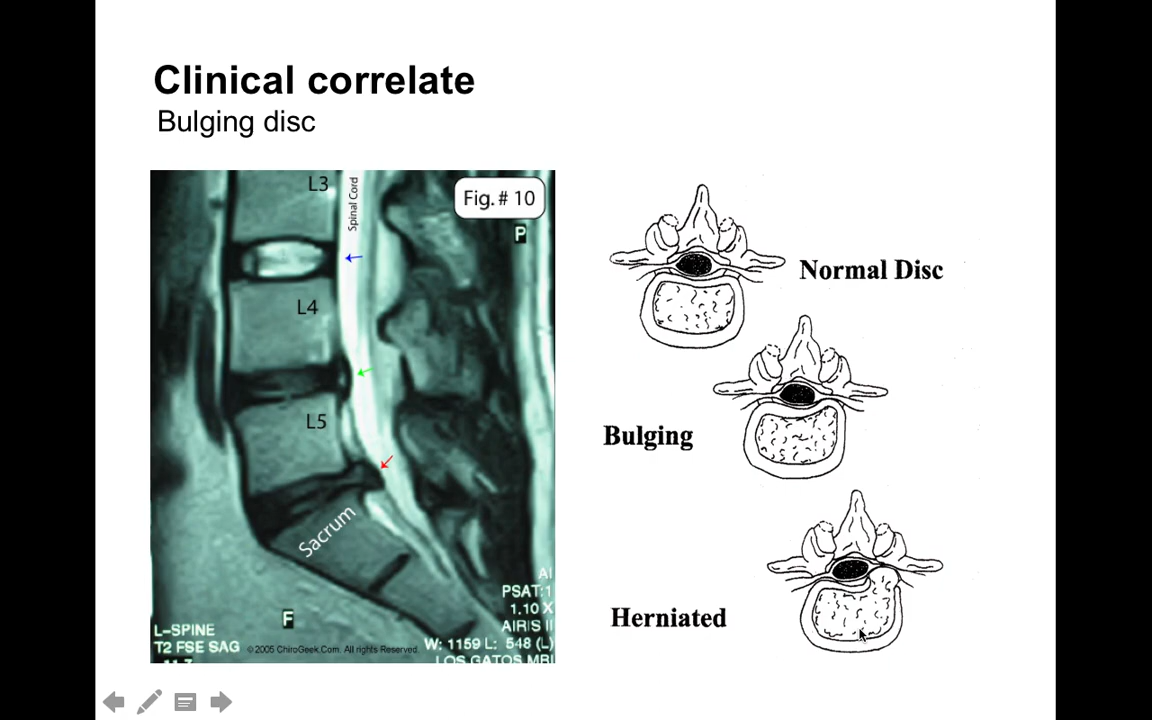 Clinical correlate
Bulging disc
L3
Spinal Cord
Fig. # 10
P
L4
L5
Sacrum
F
L-SPINE
T2 FSE SAG
© 2005 ChiroGeek.Com. All rights Reserved.
PSAT:1
1.10 X
AIRIS II
W: 1159 L: 548 (L)
LOS GATOS MRI
Normal Disc
Bulging
Herniated